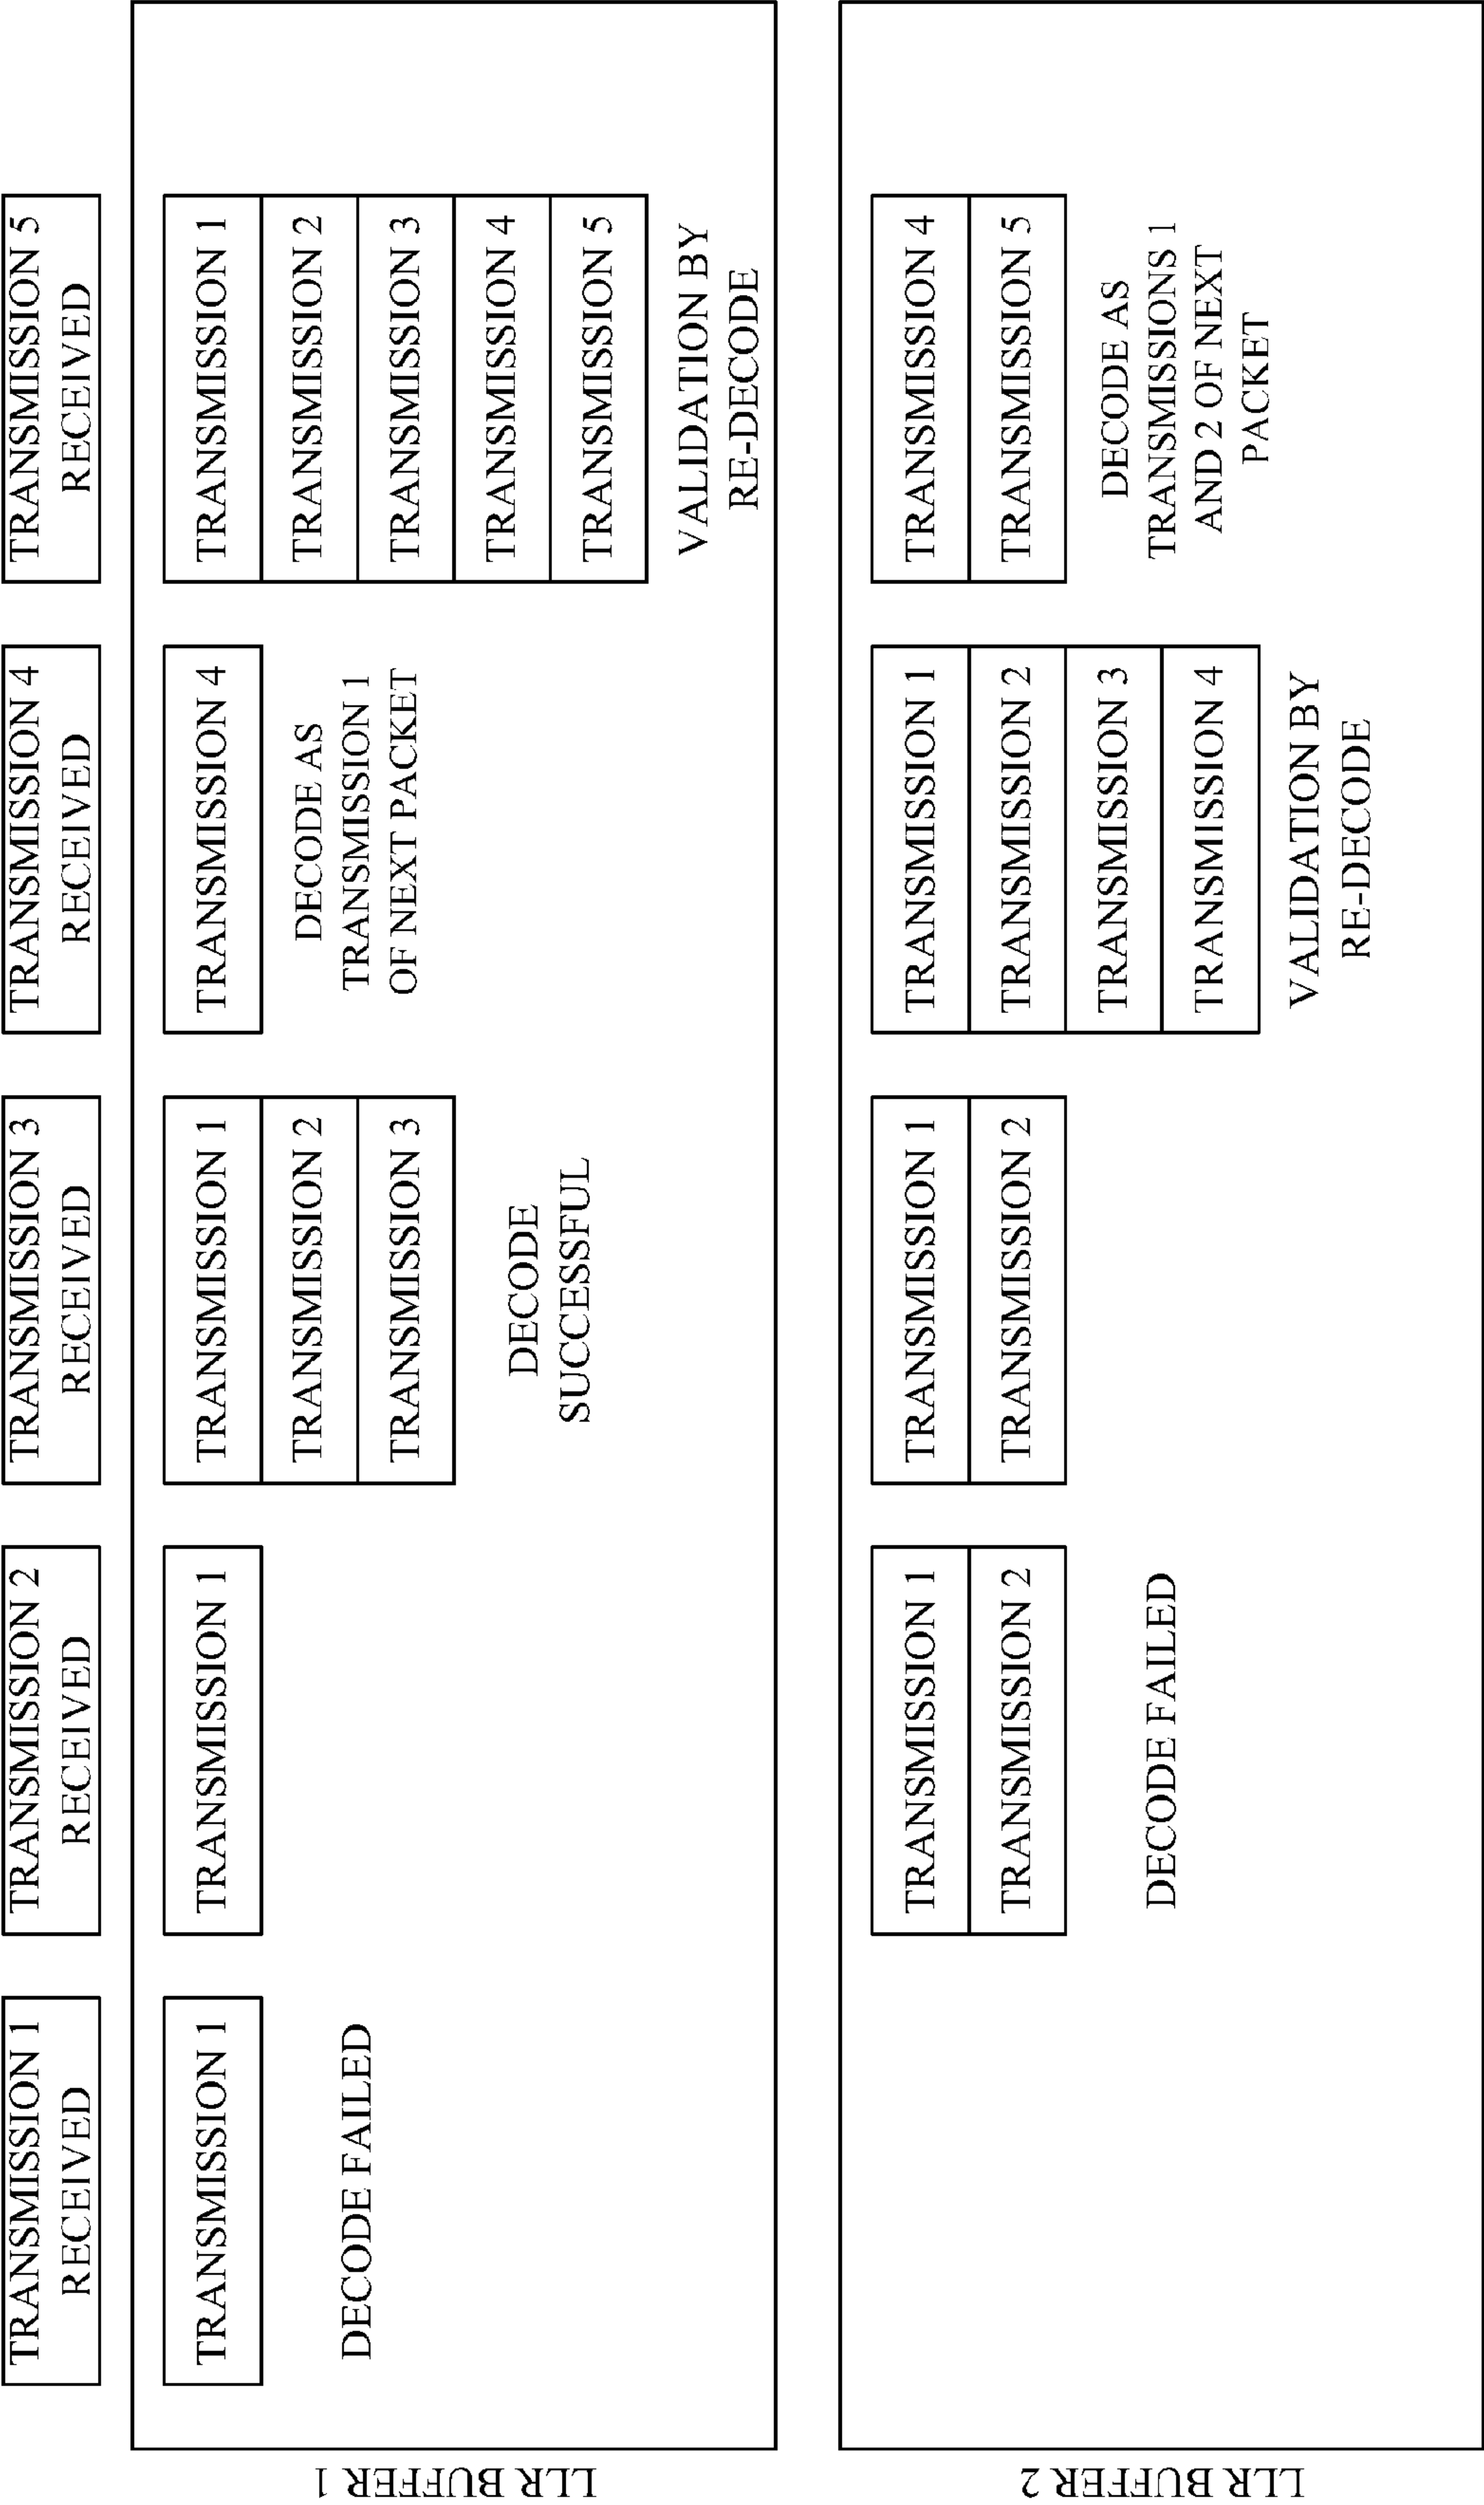 TRANSMISSION 1
RECEIVED
TRANSMISSION 2
RECEIVED
TRANSMISSION 3
RECEIVED
TRANSMISSION 4
RECEIVED
TRANSMISSION 5
RECEIVED
LLR BUFFER 1
TRANSMISSION 1
DECODE FAILED
TRANSMISSION 1
TRANSMISSION 1
TRANSMISSION 2
TRANSMISSION 3
DECODE
SUCCESSFUL
TRANSMISSION 4
DECODE AS
TRANSMISSION 1
OF NEXT PACKET
TRANSMISSION 1
TRANSMISSION 2
TRANSMISSION 3
TRANSMISSION 4
TRANSMISSION 5
VALIDATION BY
RE-DECODE
LLR BUFFER 2
TRANSMISSION 1
TRANSMISSION 2
DECODE FAILED
TRANSMISSION 1
TRANSMISSION 2
TRANSMISSION 1
TRANSMISSION 2
TRANSMISSION 3
TRANSMISSION 4
VALIDATION BY
RE-DECODE
TRANSMISSION 4
TRANSMISSION 5
DECODE AS
TRANSMISSIONS 1
AND 2 OF NEXT
PACKET